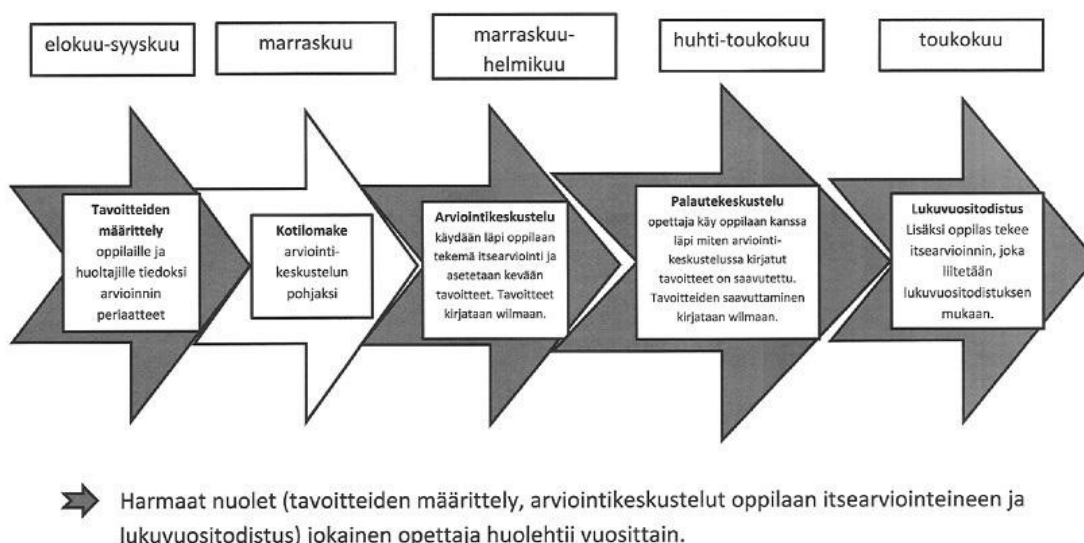 elokuu-syyskuu
marraskuu
marraskuu-
helmikuu
huhti-toukokuu
toukokuu
Tavoitteiden
määrittely
oppilaille ja
huoltajille tiedoksi
arvioinnin
periaatteet
Kotilomake
arviointi-
keskustelun
pohjaksi
Arviointikeskustelu
käydään läpi oppilaan
tekemä itsearviointi ja
asetetaan kevään
tavoitteet. Tavoitteet
kirjataan wilmaan.
Palautekeskustelu
opettaja käy oppilaan kanssa
läpi miten arviointi-
keskustelussa kirjatut
tavoitteet on saavutettu.
Tavoitteiden saavuttaminen
kirjataan wilmaan.
Lukuvuositodistus
Lisäksi oppilas tekee
itsearvioinnin, joka
liitetään
lukuvuositodistuksen
mukaan.
Harmaat nuolet (tavoitteiden määrittely, arviointikeskustelut oppilaan itsearviointeineen ja
lukuvuositodistus) jokainen opettaja huolehtii vuosittain.